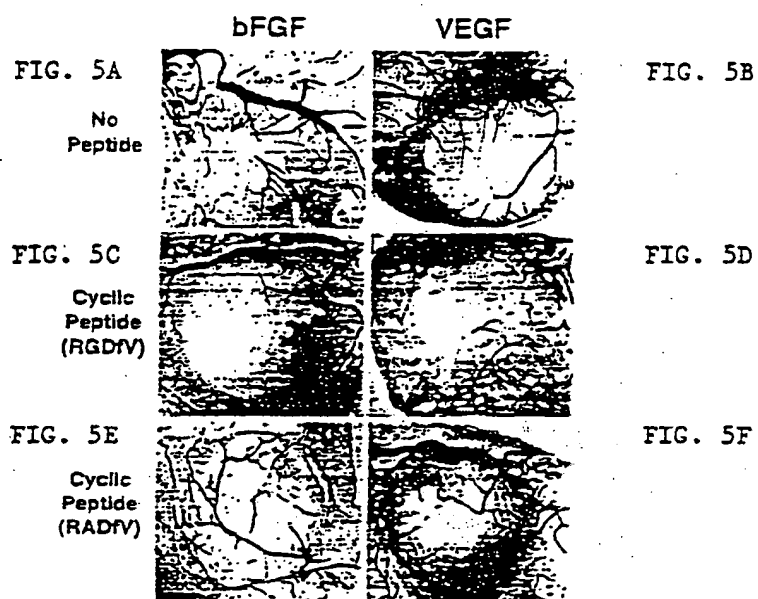 bFGF VEGF
FIG. 5A FIG. 5B
No
Peptide
FIG. 5C FIG. 5D
Cyclic
Peptide
(RGDfV)
FIG. 5E FIG. 5F
Cyclic
Peptide
(RADfV)